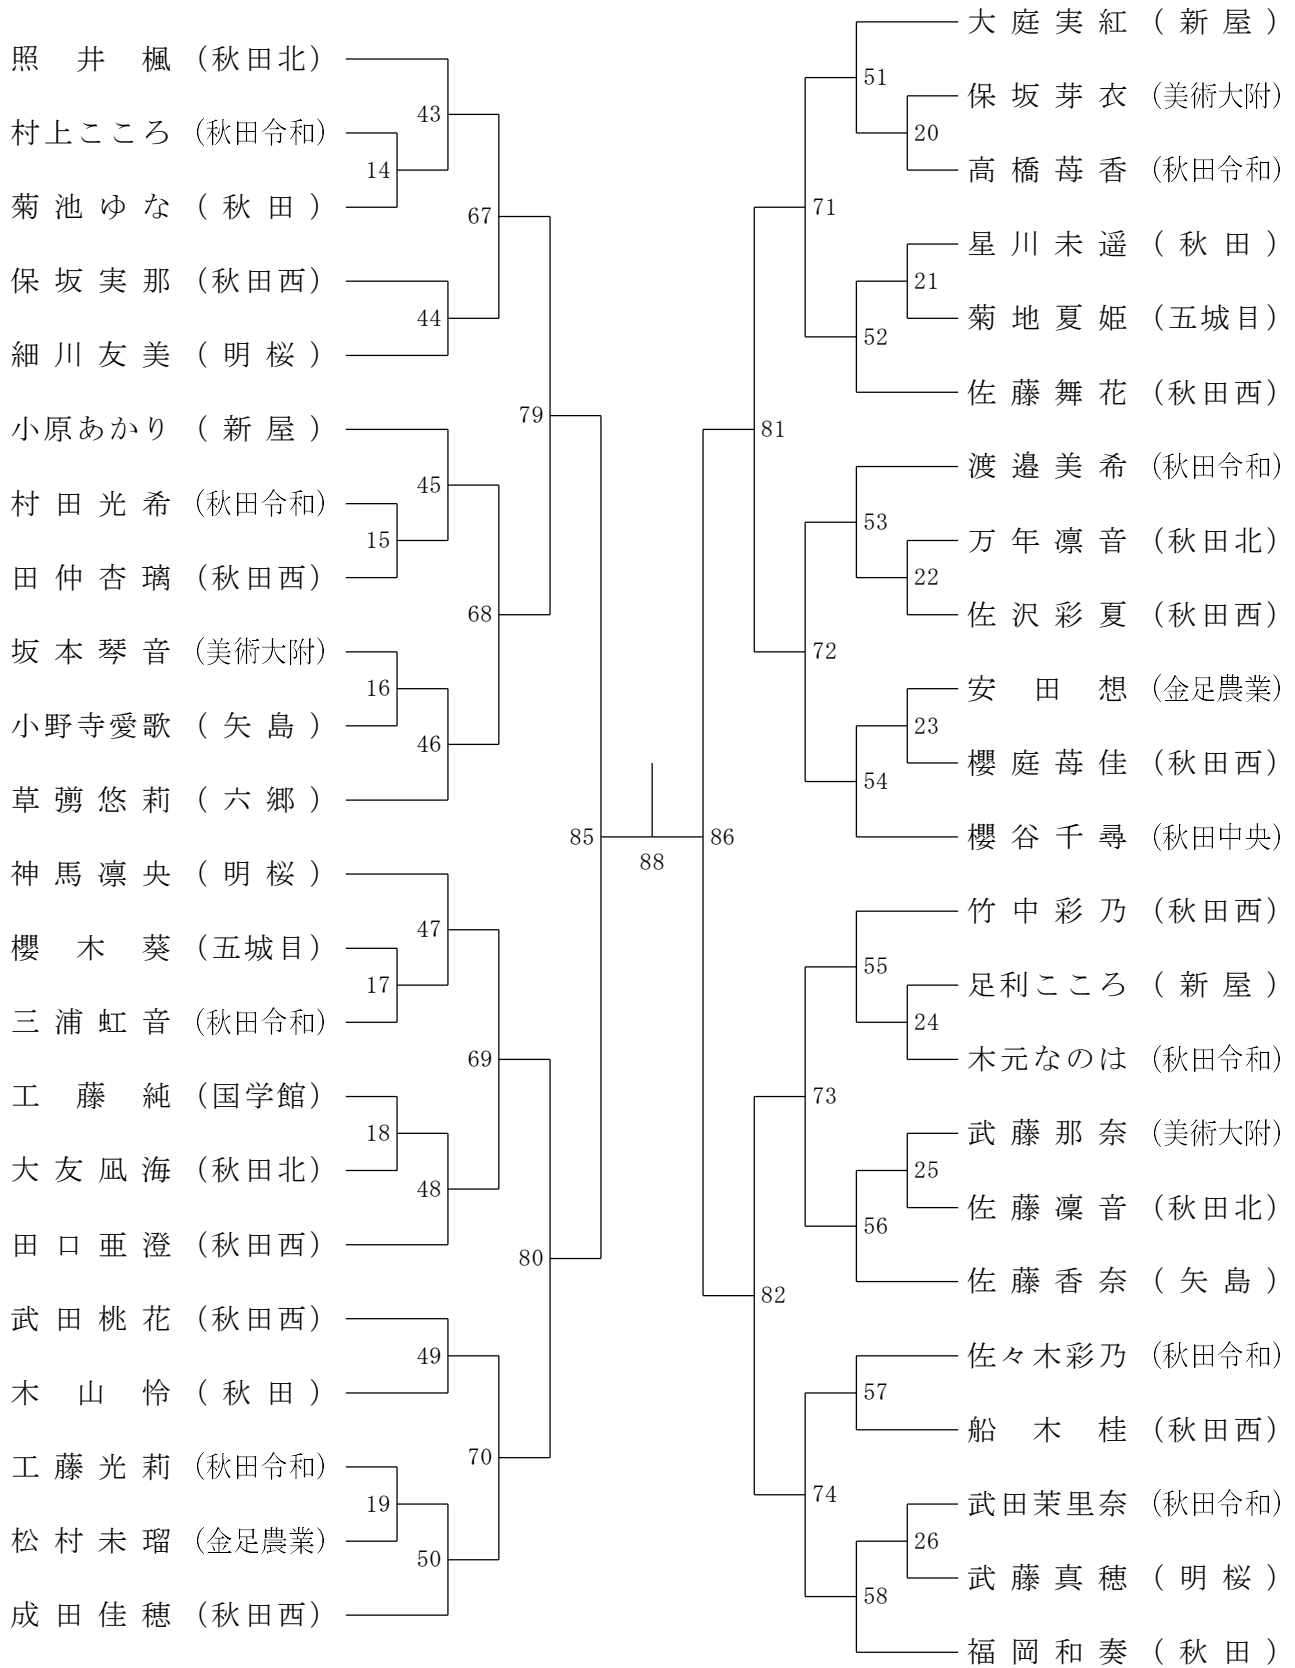 照井楓 (秋田北)
43
村上こころ (秋田令和)
14
菊池ゆな (秋田)
67
保坂実那 (秋田西)
44
細川友美 (明桜)
79
小原あかり (新屋)
45
村田光希 (秋田令和)
15
田仲杏璃 (秋田西)
68
坂本琴音 (美術大附)
16
小野寺愛歌 (矢島)
46
草彅悠莉 (六郷)
85
神馬凛央 (明桜)
47
櫻木葵 (五城目)
17
三浦虹音 (秋田令和)
69
工藤純 (国学館)
18
大友凪海 (秋田北)
48
田口亜澄 (秋田西)
80
武田桃花 (秋田西)
49
木山怜 (秋田)
70
工藤光莉 (秋田令和)
19
松村未瑠 (金足農業)
50
成田佳穂 (秋田西)
88
大庭実紅 (新屋)
51
保坂芽衣 (美術大附)
20
高橋苺香 (秋田令和)
71
星川未遥 (秋田)
21
菊地夏姫 (五城目)
52
佐藤舞花 (秋田西)
81
渡邉美希 (秋田令和)
53
万年凛音 (秋田北)
22
佐沢彩夏 (秋田西)
72
安田想 (金足農業)
23
櫻庭苺佳 (秋田西)
54
櫻谷千尋 (秋田中央)
86
竹中彩乃 (秋田西)
55
足利こころ (新屋)
24
木元なのは (秋田令和)
73
武藤那奈 (美術大附)
25
佐藤凜音 (秋田北)
56
佐藤香奈 (矢島)
82
佐々木彩乃 (秋田令和)
57
船木桂 (秋田西)
74
武田茉里奈 (秋田令和)
26
武藤真穂 (明桜)
58
福岡和奏 (秋田)